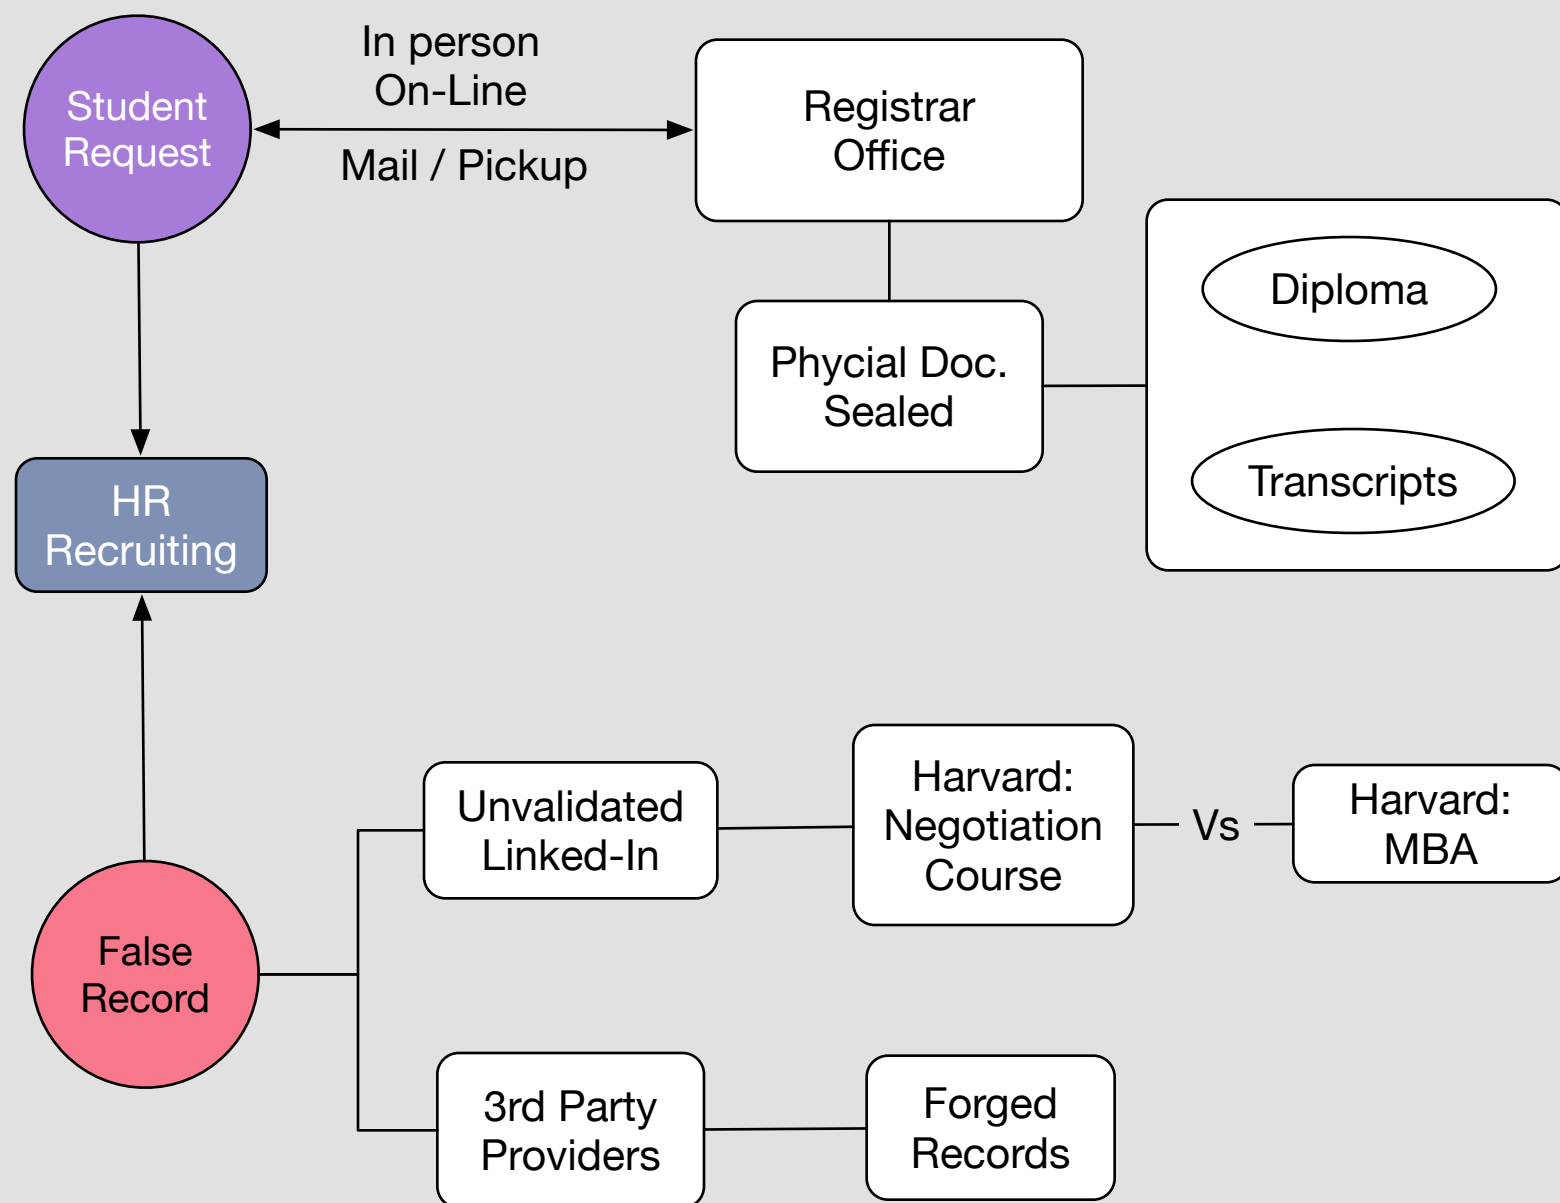 Student
Request
In person
On-Line
Mail / Pickup
Registrar
Office
Diploma
Phycial Doc.
Sealed
Transcripts
HR
Recruiting
Unvalidated
Linked-In
Harvard:
Negotiation
Course
Vs
Harvard:
MBA
False
Record
3rd Party
Providers
Forged
Records